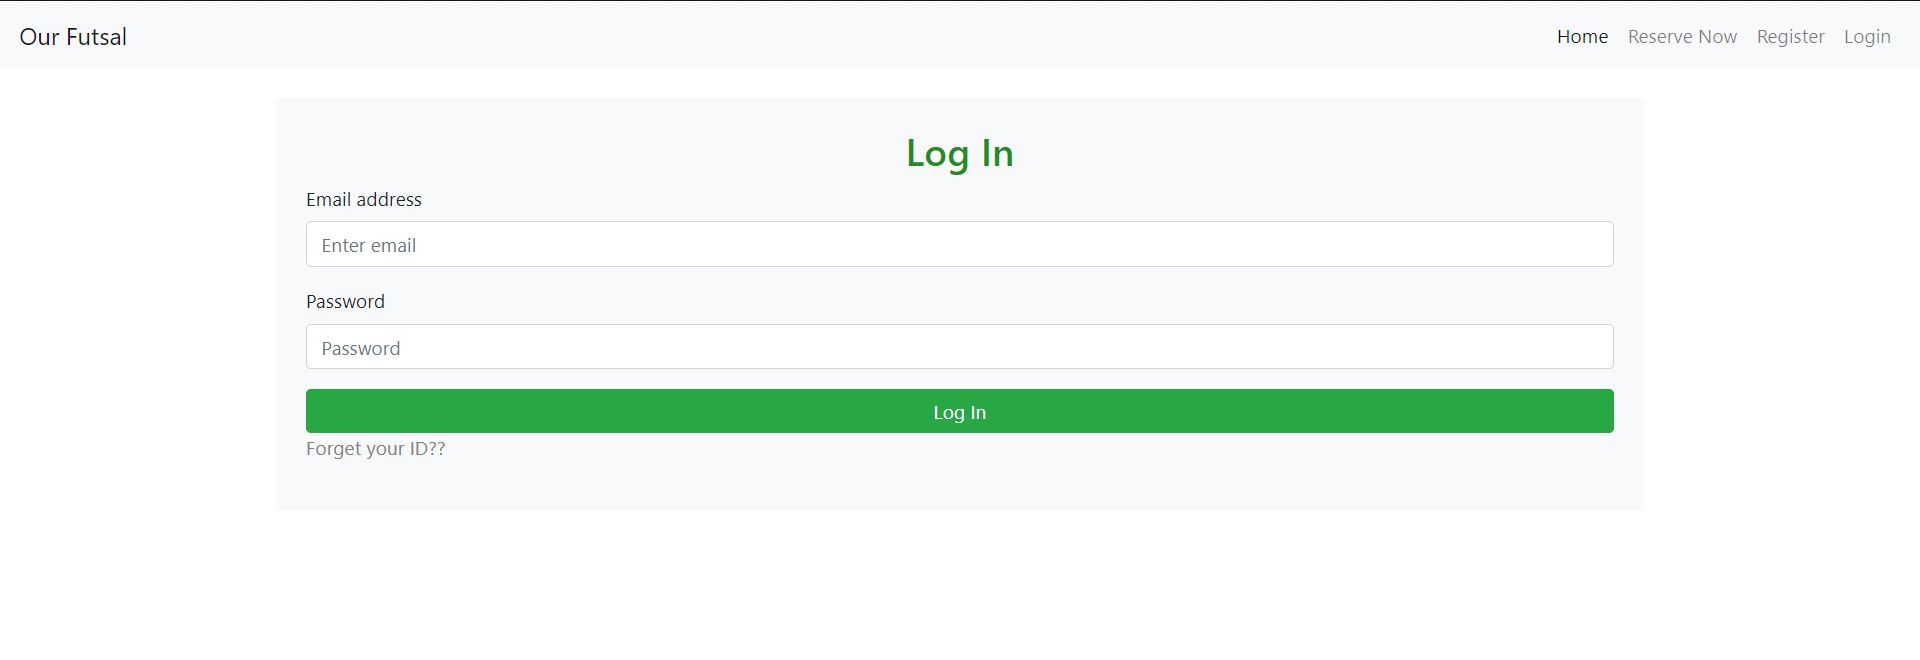 Our Futsal
Home Reserve Now Register Login
Log In
Email address
Enter email
Password
Password
Log In
Forget your ID??